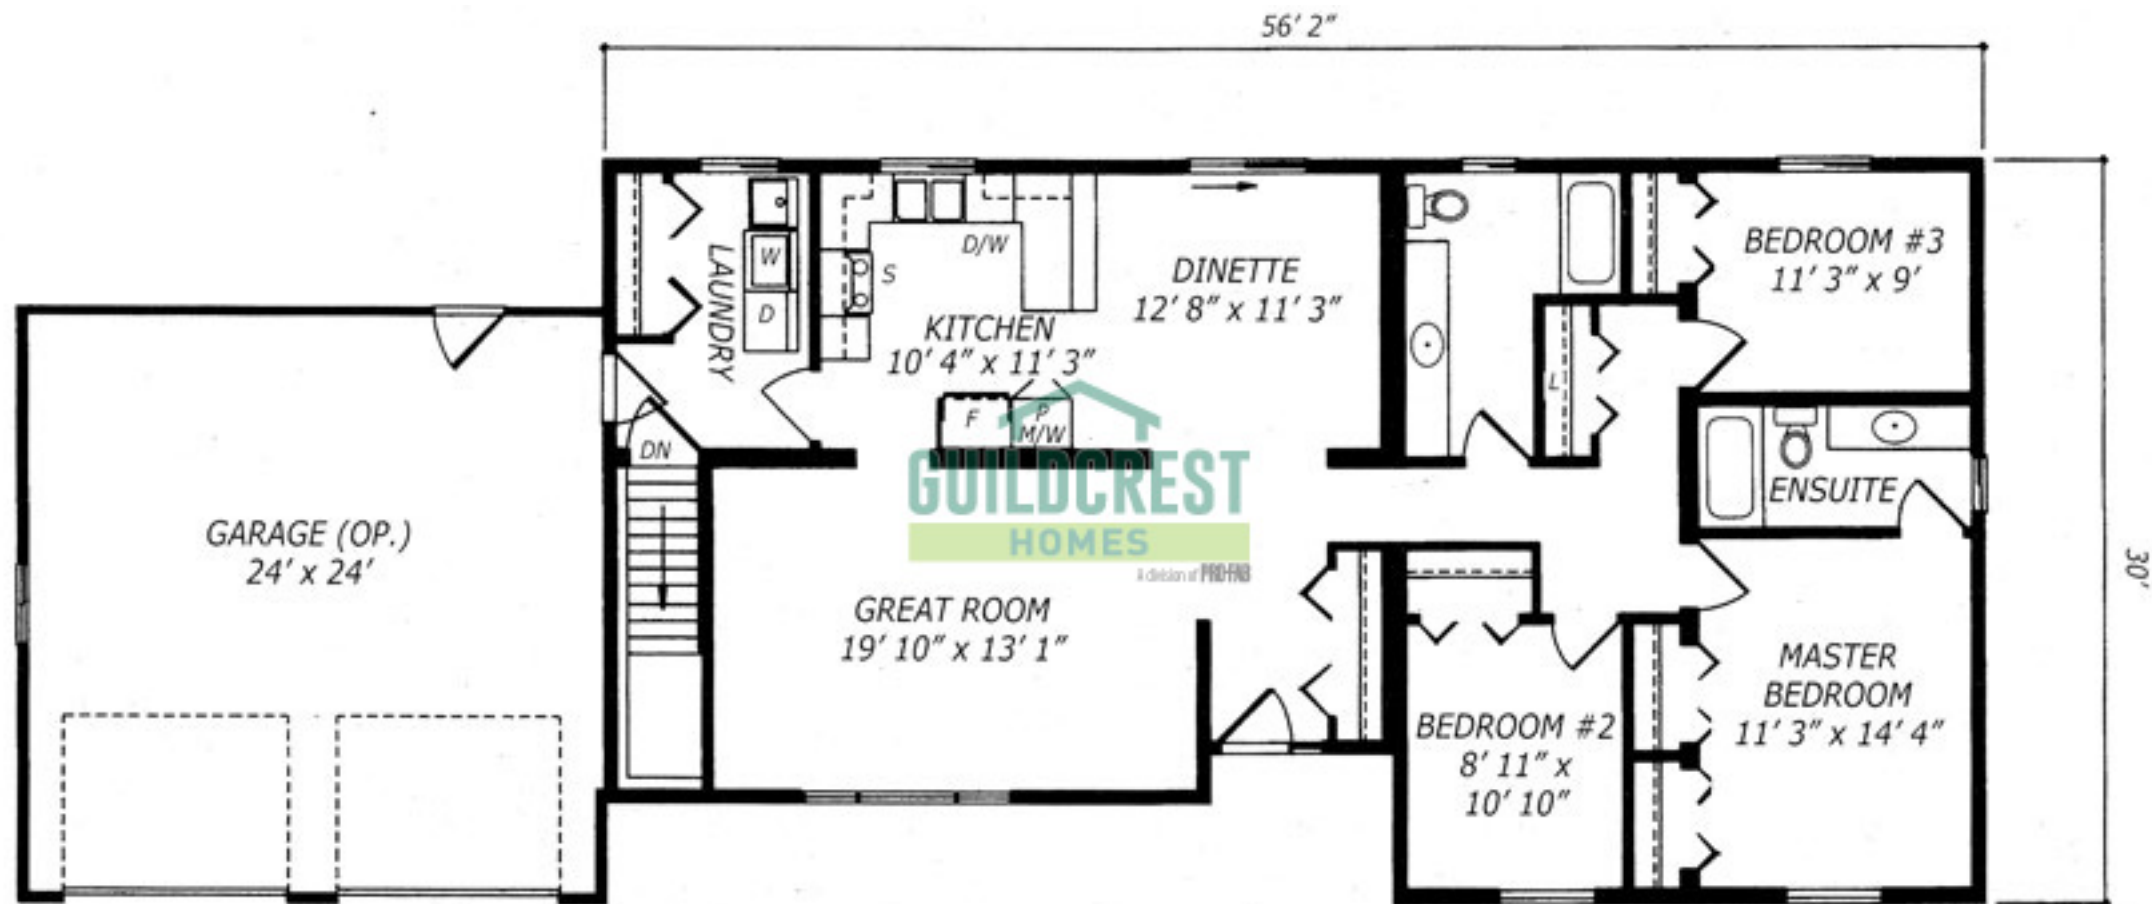 56' 2"
BEDROOM #3
11' 3" x 9'
W
LAUNDRY
D
S
D/W
DINETTE
12' 8" x 11' 3"
KITCHEN
10' 4" x 11' 3"
L
F
P
M/W
DN
GUILDCREST
HOMES
A division of PRO-FAB
ENSUITE
30'
GARAGE (OP.)
24' x 24'
GREAT ROOM
19' 10" x 13' 1"
MASTER
BEDROOM
11' 3" x 14' 4"
BEDROOM #2
8' 11" x
10' 10"